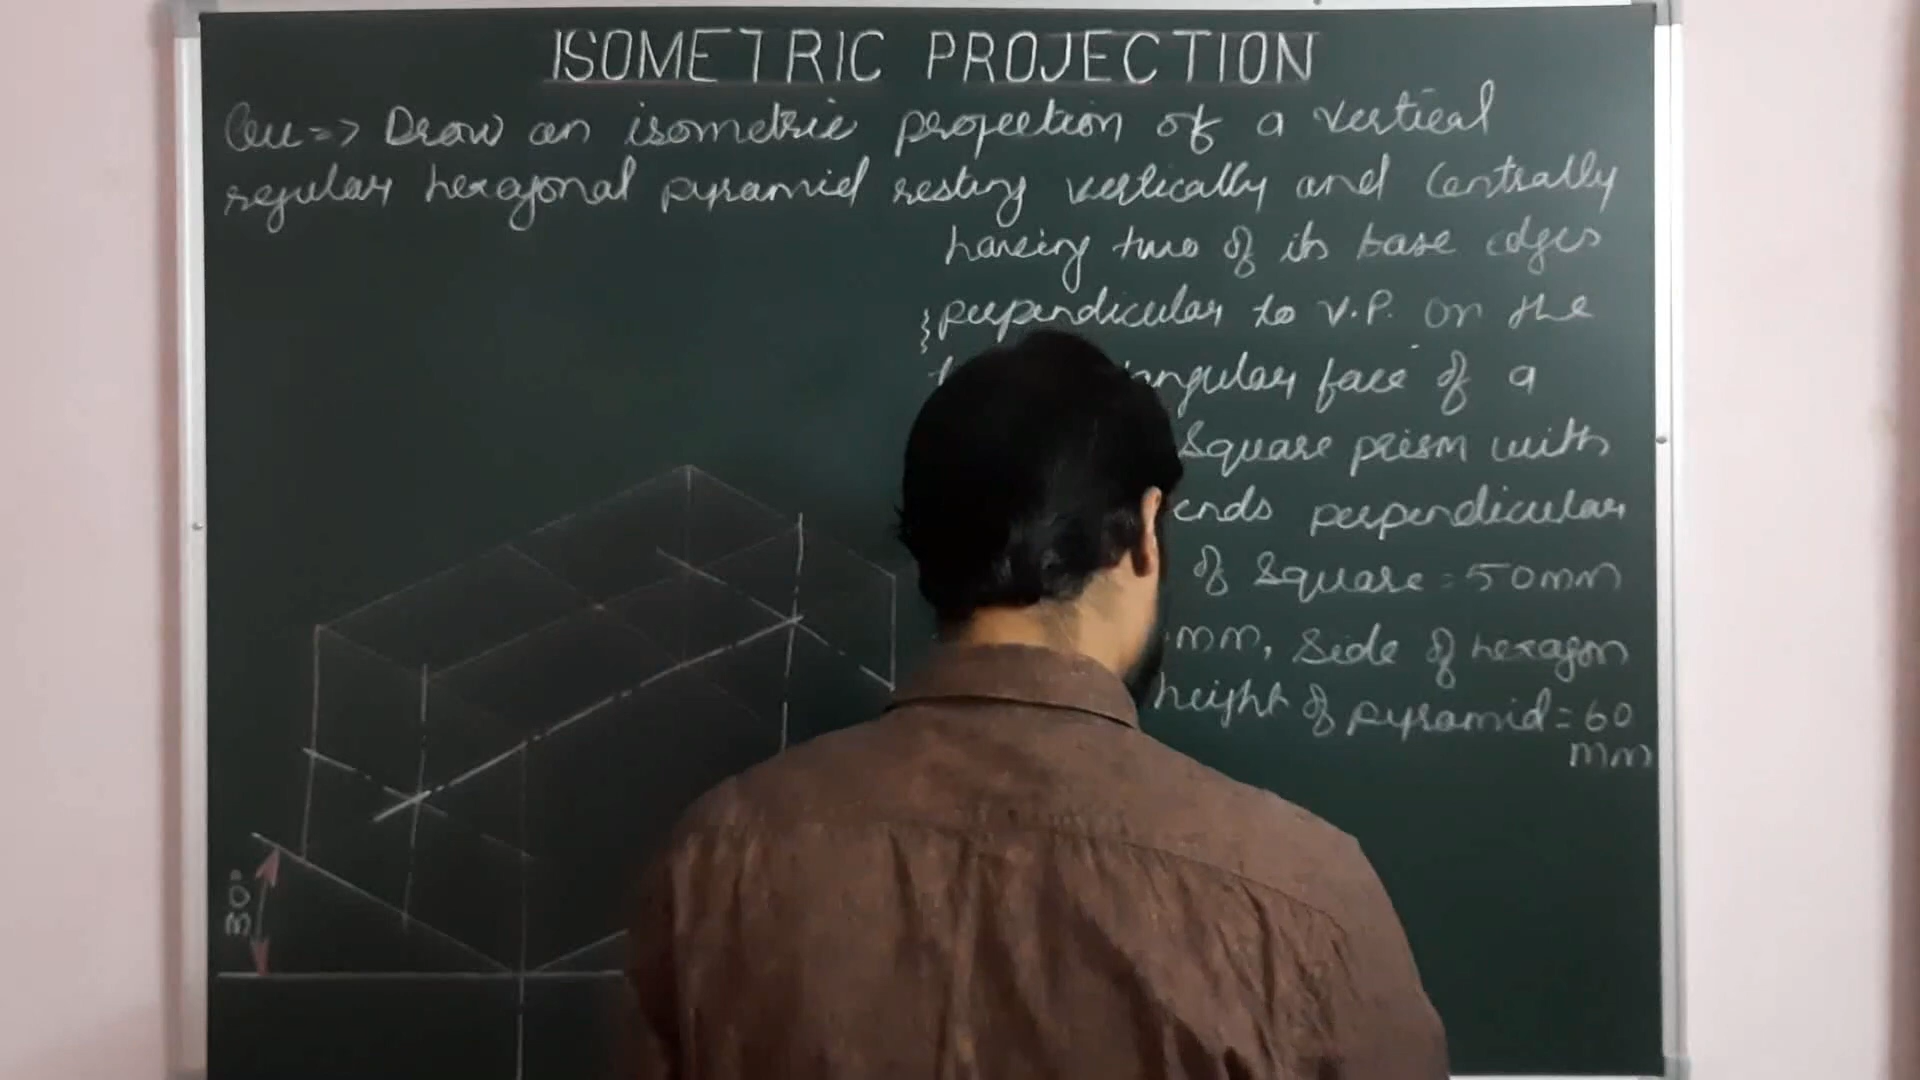 ISOMETRIC PROJECTION
Que=> Draw an isometric projection of a vertical
regular hexagonal pyramid resting vertically and centrally
having two of its base edges
perpendicular to V.P. on the
face of a
square prism with
ends perpendicular
of square = 50mm
mm, side of hexagon
height of pyramid = 60
mm
30°